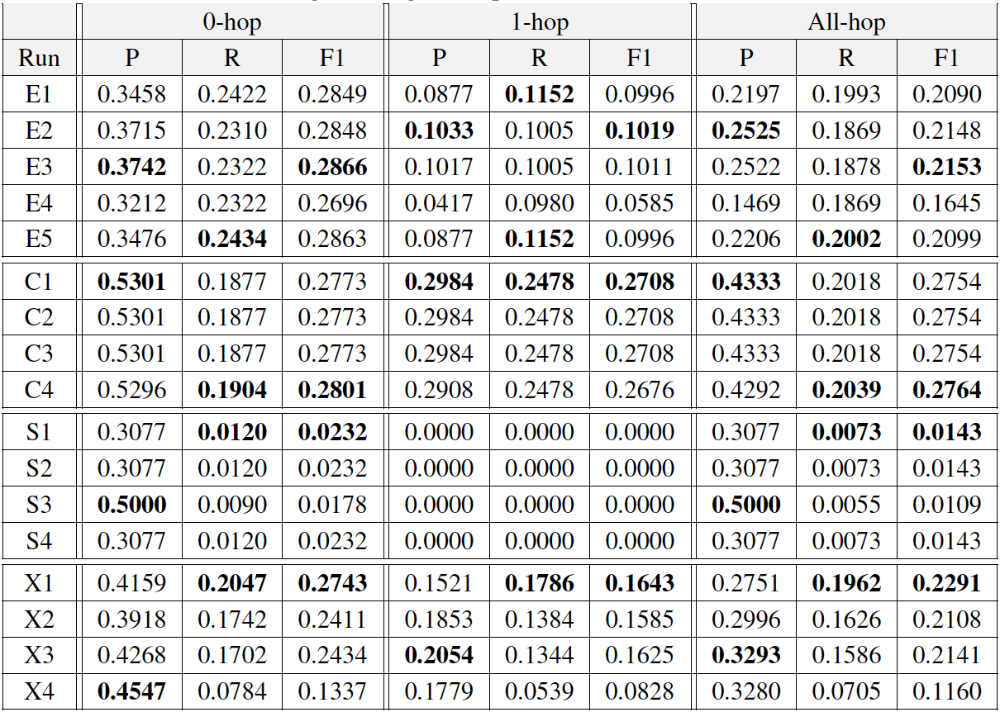 0-hop 1-hop All-hop
Run P R F1 P R F1 P R F1
E1 0.3458 0.2422 0.2849 0.0877 0.1152 0.0996 0.2197 0.1993 0.2090
E2 0.3715 0.2310 0.2848 0.1033 0.1005 0.1019 0.2525 0.1869 0.2148
E3 0.3742 0.2322 0.2866 0.1017 0.1005 0.1011 0.2522 0.1878 0.2153
E4 0.3212 0.2322 0.2696 0.0417 0.0980 0.0585 0.1469 0.1869 0.1645
E5 0.3476 0.2434 0.2863 0.0877 0.1152 0.0996 0.2206 0.2002 0.2099
C1 0.5301 0.1877 0.2773 0.2984 0.2478 0.2708 0.4333 0.2018 0.2754
C2 0.5301 0.1877 0.2773 0.2984 0.2478 0.2708 0.4333 0.2018 0.2754
C3 0.5301 0.1877 0.2773 0.2984 0.2478 0.2708 0.4333 0.2018 0.2754
C4 0.5296 0.1904 0.2801 0.2908 0.2478 0.2676 0.4292 0.2039 0.2764
S1 0.3077 0.0120 0.0232 0.0000 0.0000 0.0000 0.3077 0.0073 0.0143
S2 0.3077 0.0120 0.0232 0.0000 0.0000 0.0000 0.3077 0.0073 0.0143
S3 0.5000 0.0090 0.0178 0.0000 0.0000 0.0000 0.5000 0.0055 0.0109
S4 0.3077 0.0120 0.0232 0.0000 0.0000 0.0000 0.3077 0.0073 0.0143
X1 0.4159 0.2047 0.2743 0.1521 0.1786 0.1643 0.2751 0.1962 0.2291
X2 0.3918 0.1742 0.2411 0.1853 0.1384 0.1585 0.2996 0.1626 0.2108
X3 0.4268 0.1702 0.2434 0.2054 0.1344 0.1625 0.3293 0.1586 0.2141
X4 0.4547 0.0784 0.1337 0.1779 0.0539 0.0828 0.3280 0.0705 0.1160